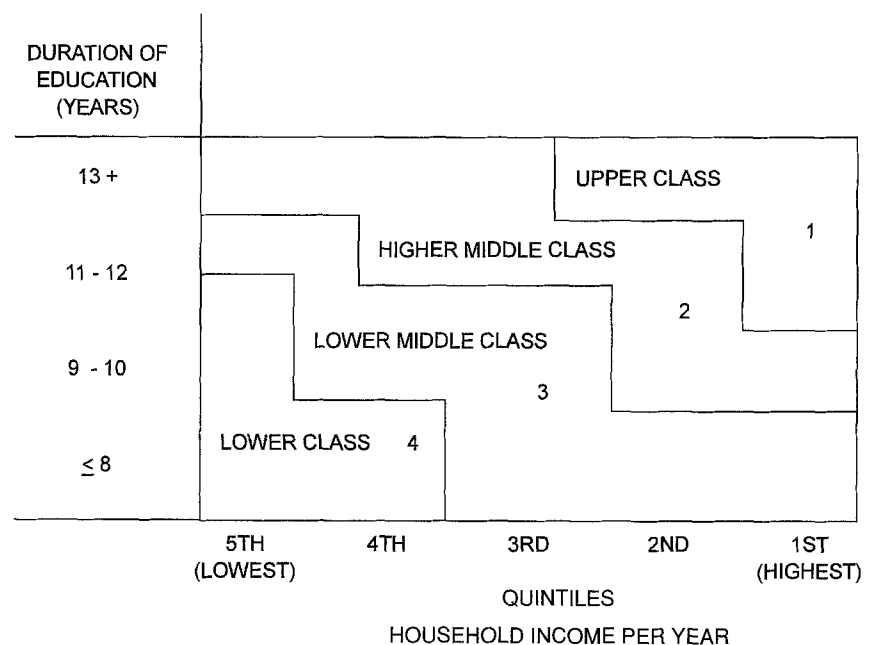 DURATION OF
EDUCATION
(YEARS)
13 +
UPPER CLASS
1
HIGHER MIDDLE CLASS
11 - 12
2
LOWER MIDDLE CLASS
9 - 10
3
LOWER CLASS 4
≤ 8
5TH 4TH 3RD 2ND 1ST
(LOWEST) (HIGHEST)
QUINTILES
HOUSEHOLD INCOME PER YEAR